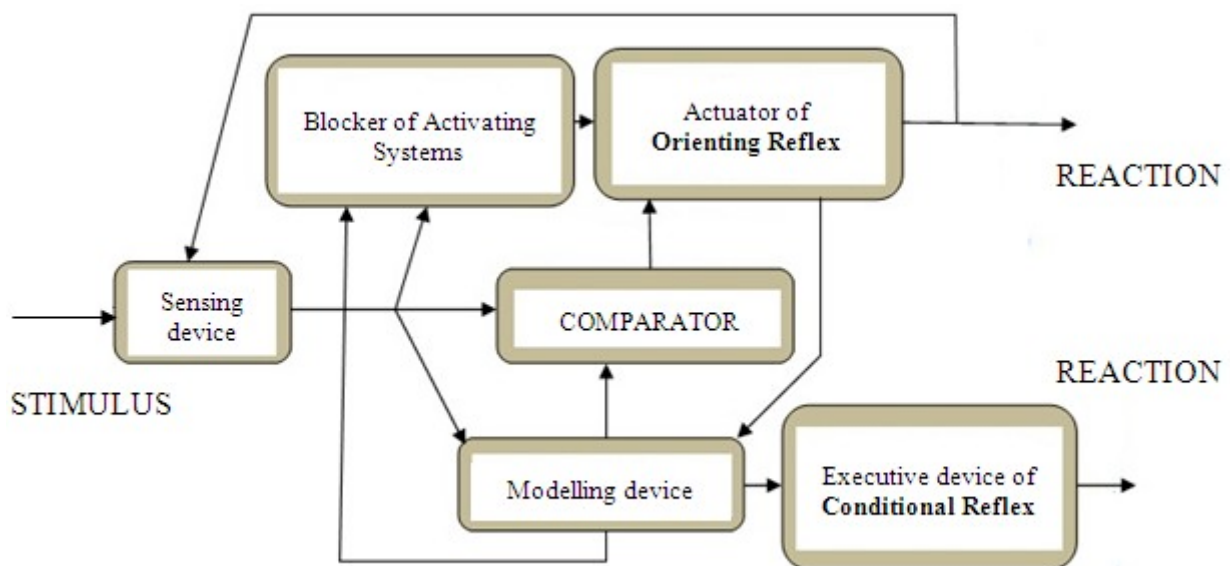 Blocker of Activating
Systems
Actuator of
Orienting Reflex
REACTION
Sensing
device
COMPARATOR
STIMULUS
REACTION
Modelling device
Executive device of
Conditional Reflex